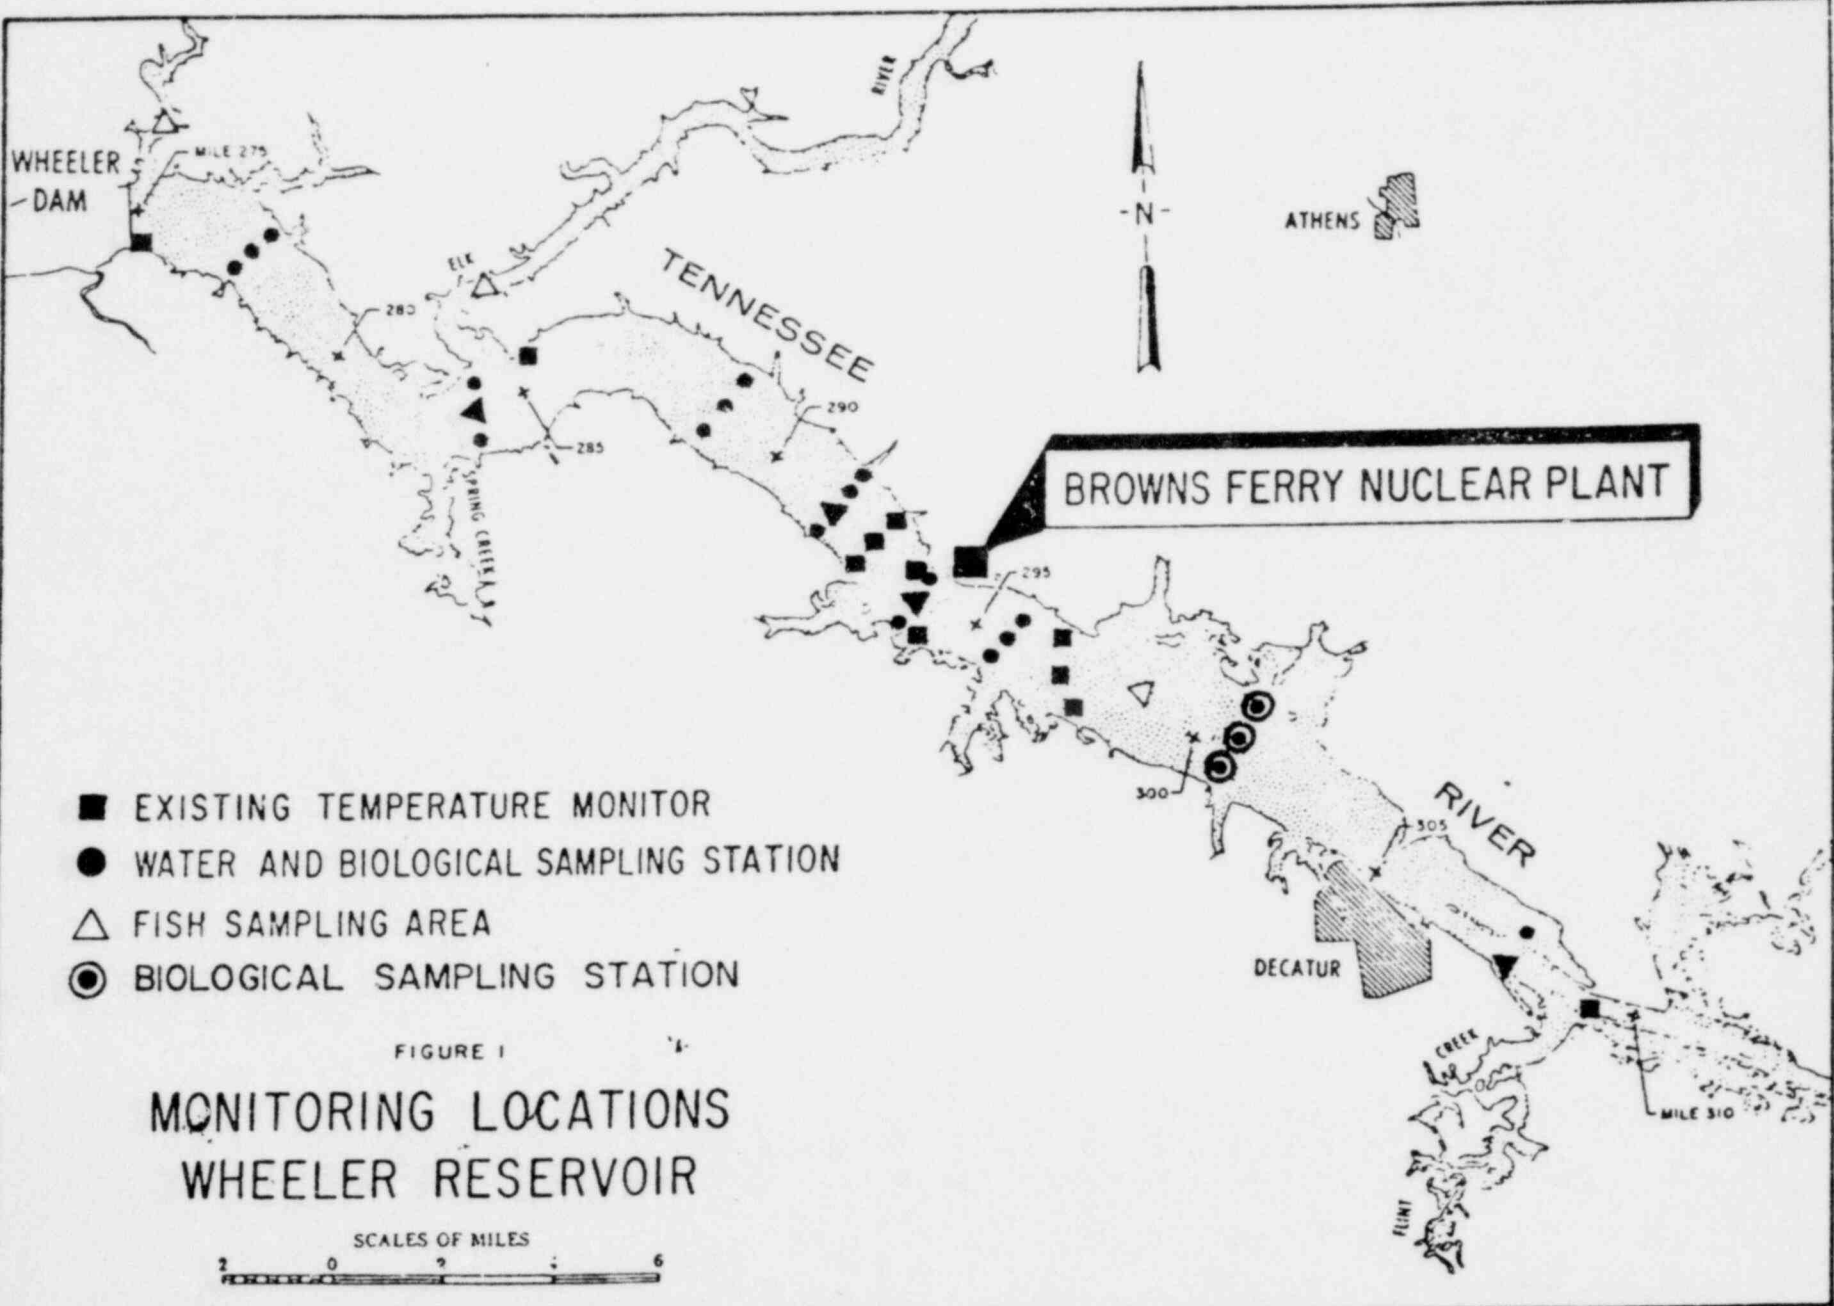 RIVER
WHEELER
DAM
MILE 275
-N-
ATHENS
ELK
TENNESSEE
280
290
285
SPRING CREEK
BROWNS FERRY NUCLEAR PLANT
295
300
RIVER
305
DECATUR
CREEK
FLINT
MILE 310
EXISTING TEMPERATURE MONITOR
WATER AND BIOLOGICAL SAMPLING STATION
FISH SAMPLING AREA
BIOLOGICAL SAMPLING STATION
FIGURE I
MONITORING LOCATIONS
WHEELER RESERVOIR
SCALES OF MILES
2 0 2 4 6